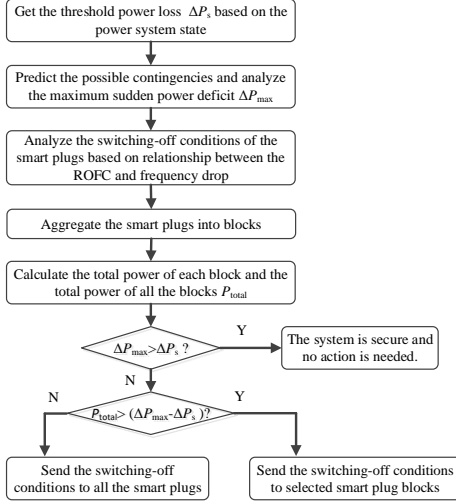 Get the threshold power loss ΔPs based on the
power system state
Predict the possible contingencies and analyze
the maximum sudden power deficit ΔPmax
Analyze the switching-off conditions of the
smart plugs based on relationship between the
ROFC and frequency drop
Aggregate the smart plugs into blocks
Calculate the total power of each block and the
total power of all the blocks Ptotal
ΔPmax>ΔPs ?
Y
The system is secure and
no action is needed.
N
N
Ptotal> (ΔPmax-ΔPs )?
Y
Send the switching-off
conditions to all the smart plugs
Send the switching-off conditions
to selected smart plug blocks